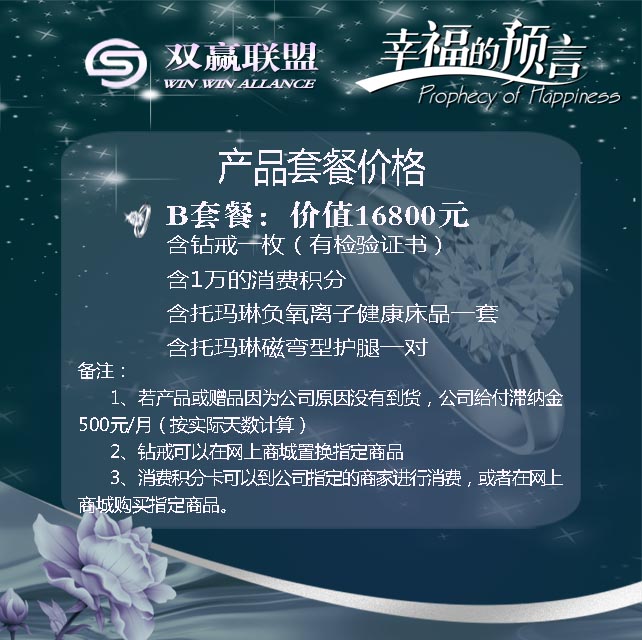 双赢联盟
WIN WIN ALLANCE
幸福的预言
Prophecy of Happiness
产品套餐价格
B套餐：价值16800元
含钻戒一枚（有检验证书）
含1万的消费积分
含托玛琳负氧离子健康床品一套
含托玛琳磁弯型护腿一对
备注：
1、若产品或赠品因为公司原因没有到货，公司给付滞纳金
500元/月（按实际天数计算）
2、钻戒可以在网上商城置换指定商品
3、消费积分卡可以到公司指定的商家进行消费，或者在网上
商城购买指定商品。